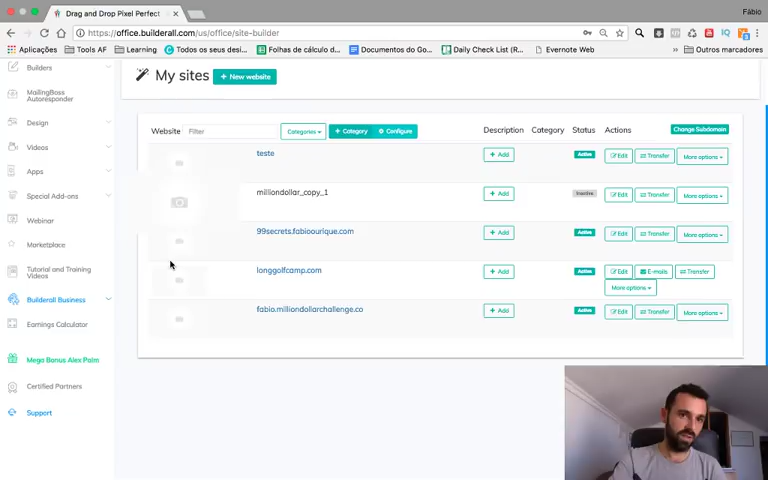 Drag and Drop Pixel Perfect
Fábio
https://office.builderall.com/us/office/site-builder
Aplicações
Tools AF
Learning
Todos os seus desi...
Folhas de cálculo d...
Documentos do Goo...
Daily Check List (R...
Evernote Web
»
Outros marcadores
Builders
MailingBoss
Autoresponder
Design
Videos
Apps
Special Add-ons
Webinar
Marketplace
Tutorial and Training
Videos
Builderall Business
Earnings Calculator
Mega Bonus Alex Palm
Certified Partners
Support
My sites
+ New website
Website Filter Categories + Category Configure Description Category Status Actions Change Subdomain
teste + Add Active Edit Transfer More options
milliondollar_copy_1 + Add Inactive Edit Transfer More options
99secrets.fabioourique.com + Add Active Edit Transfer More options
longgolfcamp.com + Add Active Edit E-mails Transfer
More options
fabio.milliondollarchallenge.co + Add Active Edit Transfer More options